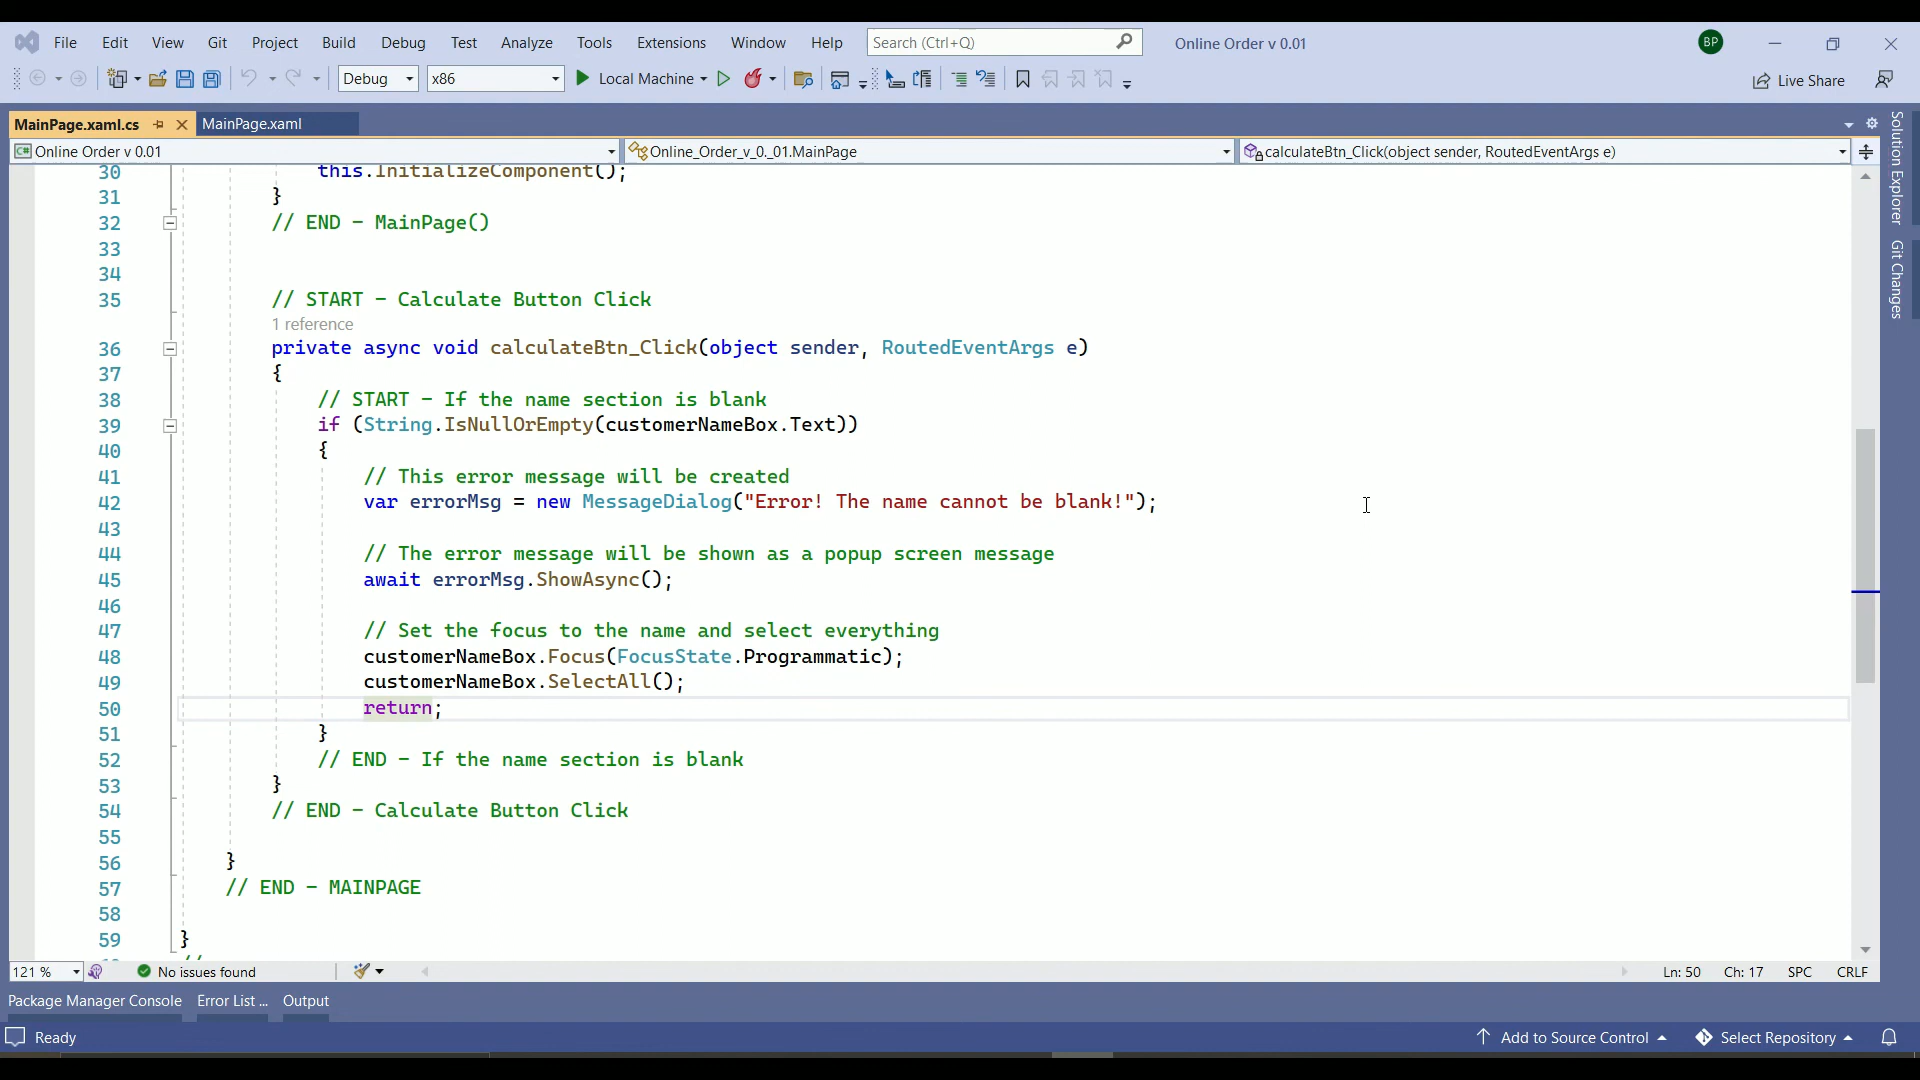 File Edit View Git Project Build Debug Test Analyze Tools Extensions Window Help Search (Ctrl+Q) Online Order v 0.01 BP
Debug x86 Local Machine Live Share
MainPage.xaml.cs MainPage.xaml
Online Order v 0.01 Online_Order_v_0._01.MainPage calculateBtn_Click(object sender, RoutedEventArgs e)
Solution Explorer
Git Changes
30 this.InitializeComponent();
31 }
32 // END - MainPage()
33
34
35 // START - Calculate Button Click
1 reference
36 private async void calculateBtn_Click(object sender, RoutedEventArgs e)
37 {
38 // START - If the name section is blank
39 if (String.IsNullOrEmpty(customerNameBox.Text))
40 {
41 // This error message will be created
42 var errorMsg = new MessageDialog("Error! The name cannot be blank!");
43
44 // The error message will be shown as a popup screen message
45 await errorMsg.ShowAsync();
46
47 // Set the focus to the name and select everything
48 customerNameBox.Focus(FocusState.Programmatic);
49 customerNameBox.SelectAll();
50 return;
51 }
52 // END - If the name section is blank
53 }
54 // END - Calculate Button Click
55
56 }
57 // END - MAINPAGE
58
59 }
//
121 % No issues found Ln: 50 Ch: 17 SPC CRLF
Package Manager Console Error List ... Output
Ready Add to Source Control Select Repository